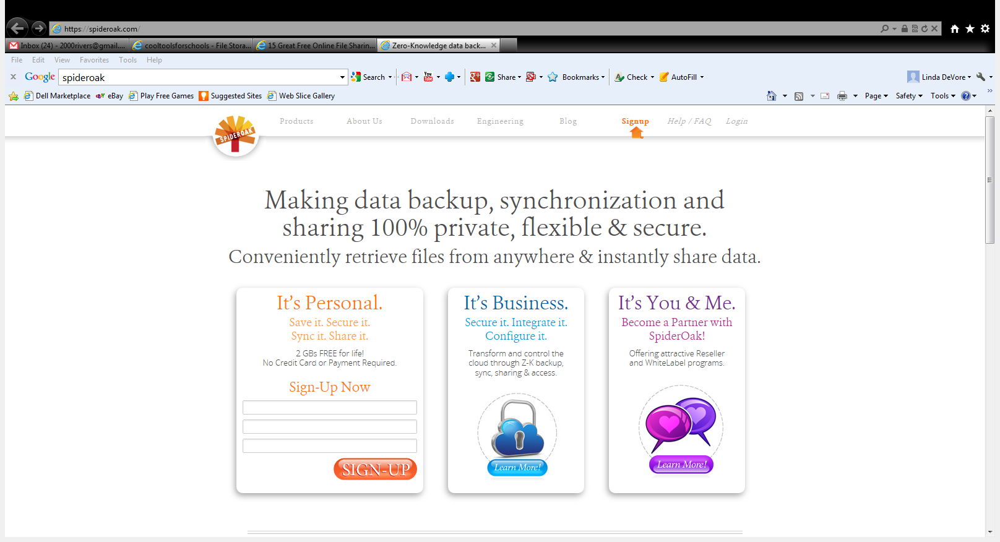 https://spideroak.com/
Inbox (24) - 2000rivers@gmail....
cooltoolsforschools - File Stora...
15 Great Free Online File Sharin...
Zero-Knowledge data back...
File Edit View Favorites Tools Help
x Google spideroak Search Share Bookmarks Check AutoFill Linda DeVore
Dell Marketplace eBay Play Free Games Suggested Sites Web Slice Gallery Page Safety Tools
SPIDEROAK
Products About Us Downloads Engineering Blog Signup Help / FAQ Login
Making data backup, synchronization and
sharing 100% private, flexible & secure.
Conveniently retrieve files from anywhere & instantly share data.
It's Personal.
Save it. Secure it.
Sync it. Share it.
2 GBs FREE for life!
No Credit Card or Payment Required.
Sign-Up Now
SIGN-UP
It's Business.
Secure it. Integrate it.
Configure it.
Transform and control the
cloud through Z-K backup,
sync, sharing & access.
Learn More!
It's You & Me.
Become a Partner with
SpiderOak!
Offering attractive Reseller
and WhiteLabel programs.
Learn More!